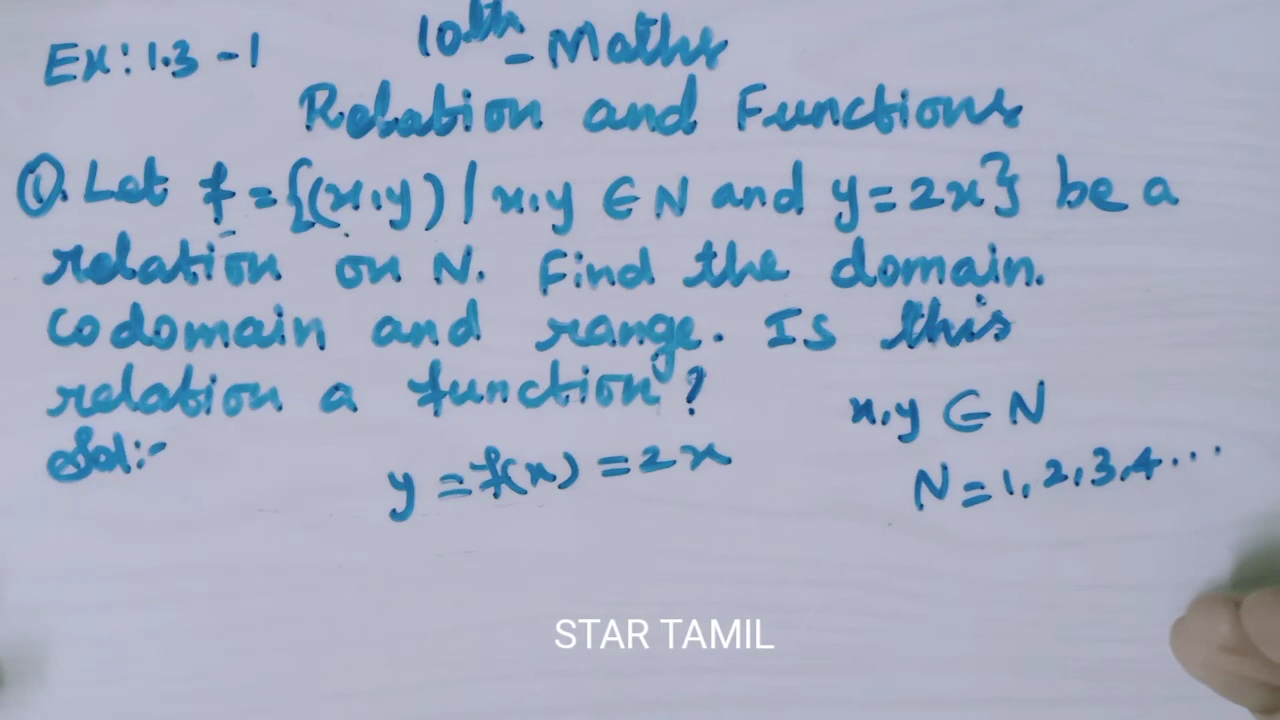 Ex: 1.3 - 1
10th - Maths
Relation and Functions
①. Let f = {(x,y) | x,y ∈ N and y = 2x} be a
relation on N. Find the domain.
codomain and range. Is this
relation a function?
Sol:-
y = f(x) = 2x
x,y ∈ N
N = 1, 2, 3, 4 ...
STAR TAMIL